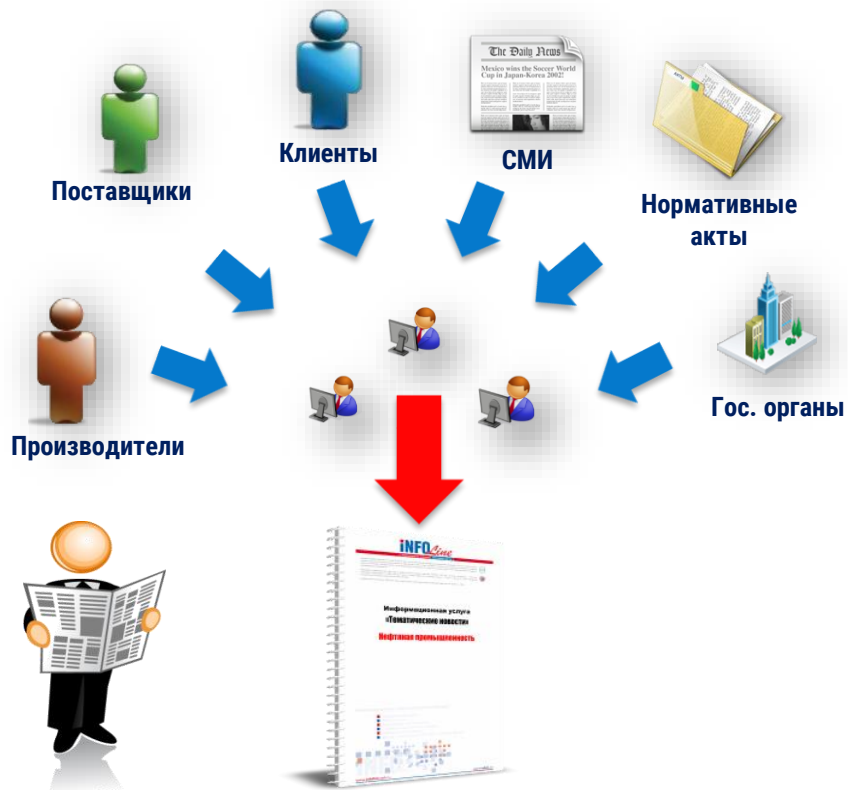 The Daily News
Mexico wins the Soccer World
Cup in Japan-Korea 2002!
Клиенты
СМИ
Поставщики
Нормативные
акты
Гос. органы
Производители
iNFOLine
Информационная услуга
«Тематические новости»
Нефтяная промышленность